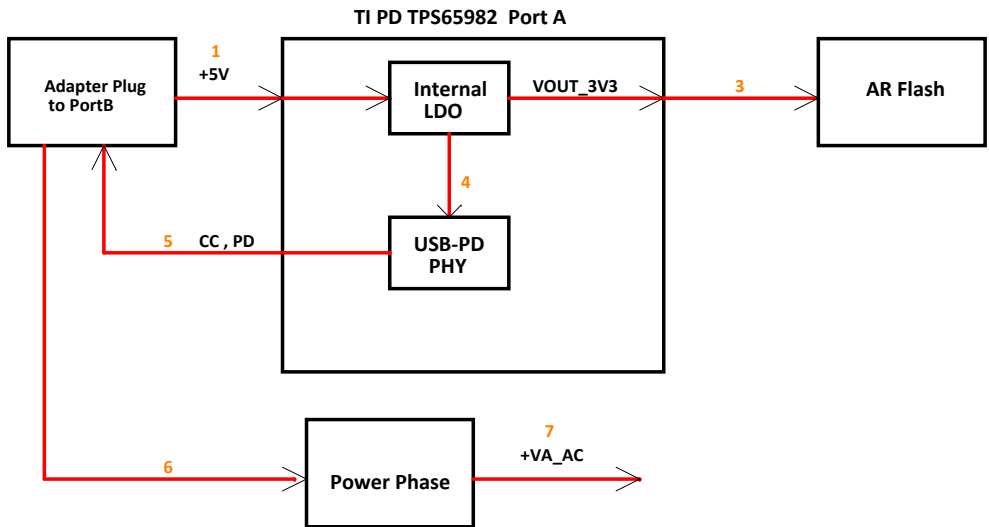 TI PD TPS65982 Port A
1
+5V
Adapter Plug
to PortB
Internal
LDO
VOUT_3V3
3
AR Flash
4
5
CC , PD
USB-PD
PHY
6
Power Phase
7
+VA_AC